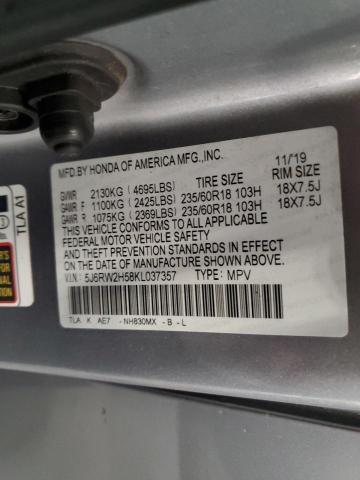 MFD.BY HONDA OF AMERICA MFG.,INC. 11/19
GVWR 2130KG (4695LBS) TIRE SIZE RIM SIZE
GAWR F 1100KG (2425LBS) 235/60R18 103H 18X7.5J
GAWR R 1075KG (2369LBS) 235/60R18 103H 18X7.5J
THIS VEHICLE CONFORMS TO ALL APPLICABLE
FEDERAL MOTOR VEHICLE SAFETY
AND THEFT PREVENTION STANDARDS IN EFFECT
ON THE DATE OF MANUFACTURE SHOWN ABOVE.
V.I.N.: 5J6RW2H58KL037357 TYPE: MPV
TLA K AE7 -NH830MX -B -L
TLA A1